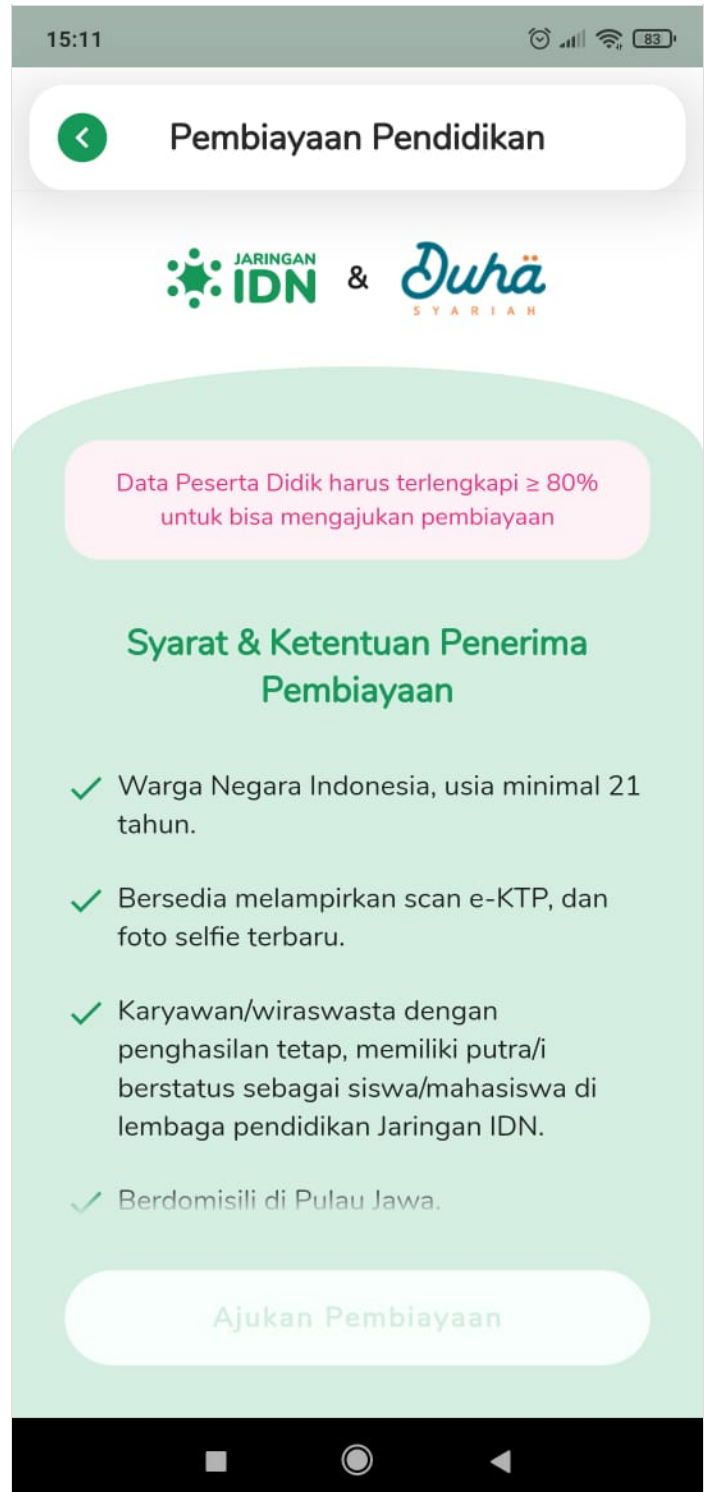 15:11
83
Pembiayaan Pendidikan
JARINGAN
IDN
&
Duhä
SYARIAH
Data Peserta Didik harus terlengkapi ≥ 80%
untuk bisa mengajukan pembiayaan
Syarat & Ketentuan Penerima
Pembiayaan
Warga Negara Indonesia, usia minimal 21
tahun.
Bersedia melampirkan scan e-KTP, dan
foto selfie terbaru.
Karyawan/wiraswasta dengan
penghasilan tetap, memiliki putra/i
berstatus sebagai siswa/mahasiswa di
lembaga pendidikan Jaringan IDN.
Berdomisili di Pulau Jawa.
Ajukan Pembiayaan